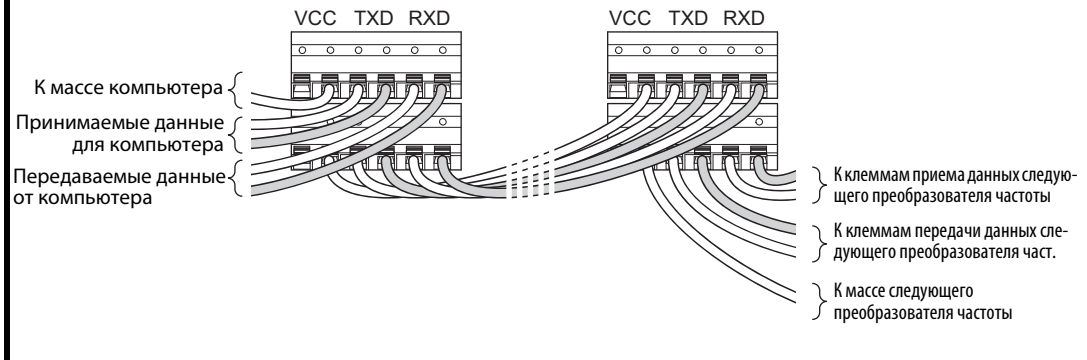 VCC TXD RXD
VCC TXD RXD
К массе компьютера
Принимаемые данные
для компьютера
Передаваемые данные
от компьютера
К клеммам приема данных следую-
щего преобразователя частоты
К клеммам передачи данных сле-
дующего преобразователя част.
К массе следующего
преобразователя частоты